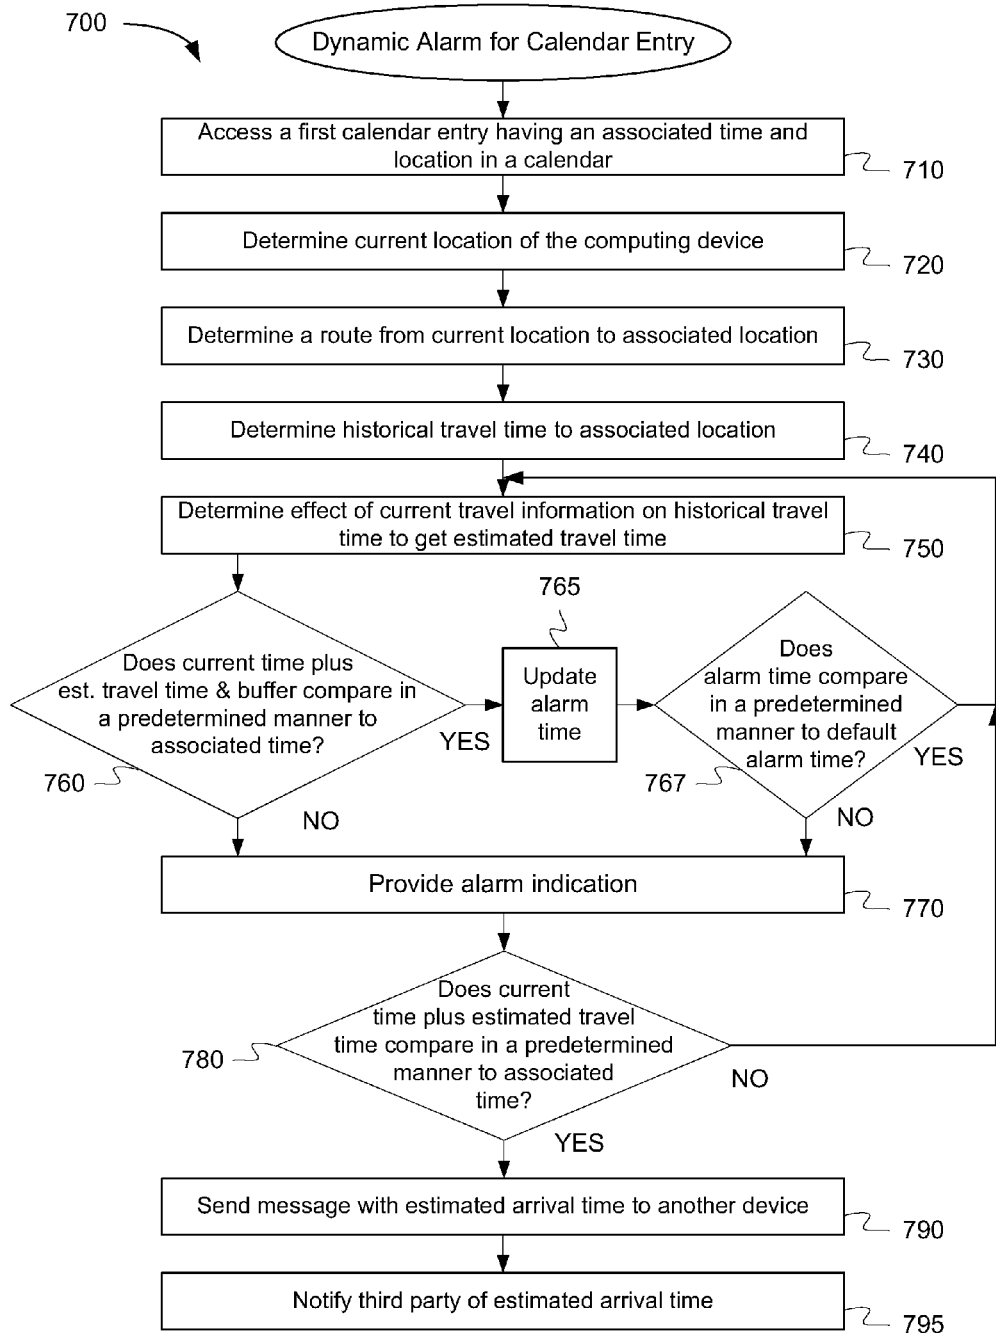 700
Dynamic Alarm for Calendar Entry
Access a first calendar entry having an associated time and
location in a calendar
710
Determine current location of the computing device
720
Determine a route from current location to associated location
730
Determine historical travel time to associated location
740
Determine effect of current travel information on historical travel
time to get estimated travel time
750
Does current time plus
est. travel time & buffer compare in
a predetermined manner to
associated time?
760
YES
NO
765
Update
alarm
time
Does
alarm time compare
in a predetermined
manner to default
alarm time?
767
YES
NO
Provide alarm indication
770
Does current
time plus estimated travel
time compare in a predetermined
manner to associated
time?
780
NO
YES
Send message with estimated arrival time to another device
790
Notify third party of estimated arrival time
795